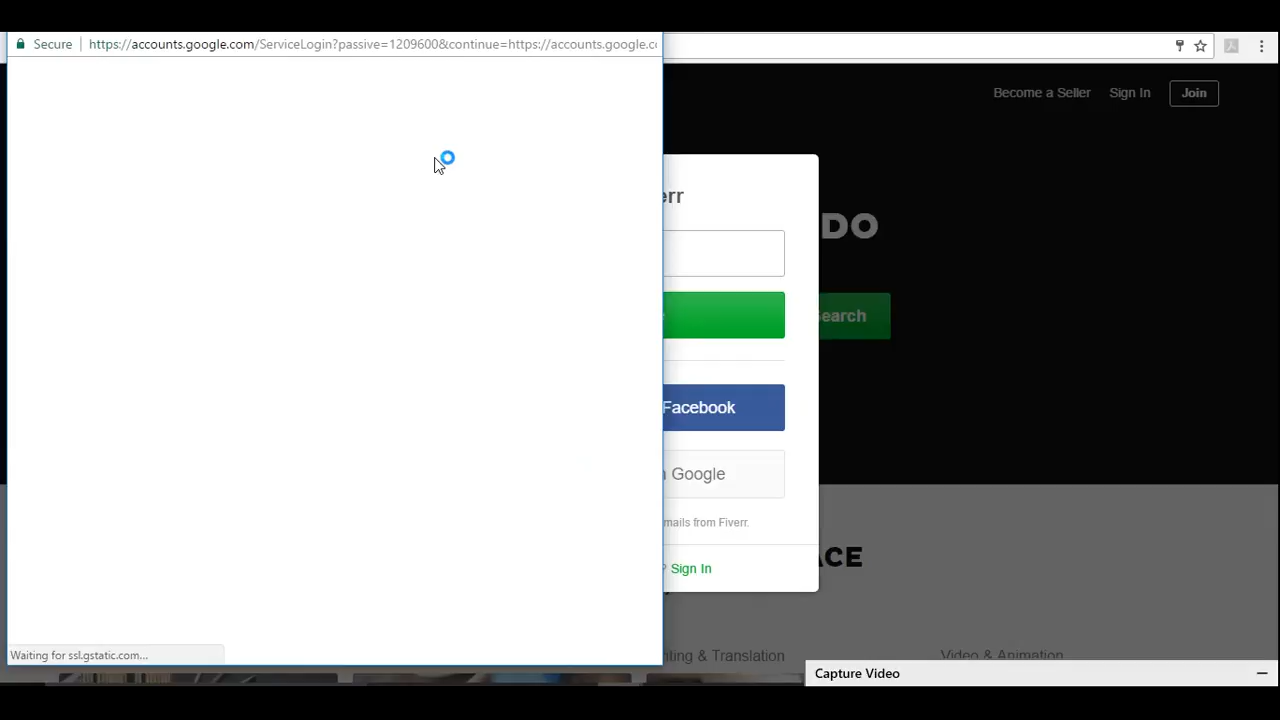 Secure https://accounts.google.com/ServiceLogin?passive=1209600&continue=https://accounts.google.c
Become a Seller Sign In Join
err
DO
Search
Facebook
Google
mails from Fiverr.
ACE
? Sign In
Waiting for ssl.gstatic.com...
ting & Translation Video & Animation
Capture Video